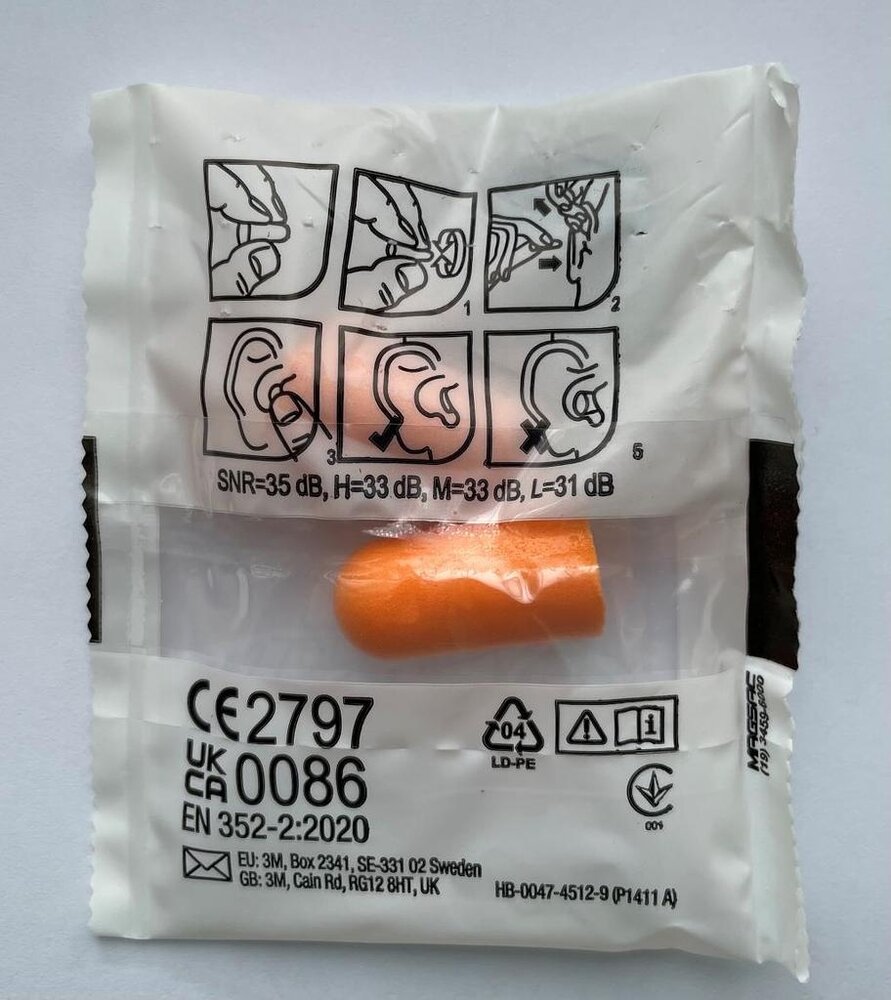 1
2
3
5
SNR=35 dB, H=33 dB, M=33 dB, L=31 dB
CE2797
UK
CA 0086
EN 352-2:2020
04
LD-PE
i
001
EU: 3M, Box 2341, SE-331 02 Sweden
GB: 3M, Cain Rd, RG12 8HT, UK
HB-0047-4512-9 (P1411 A)
MAGSAC